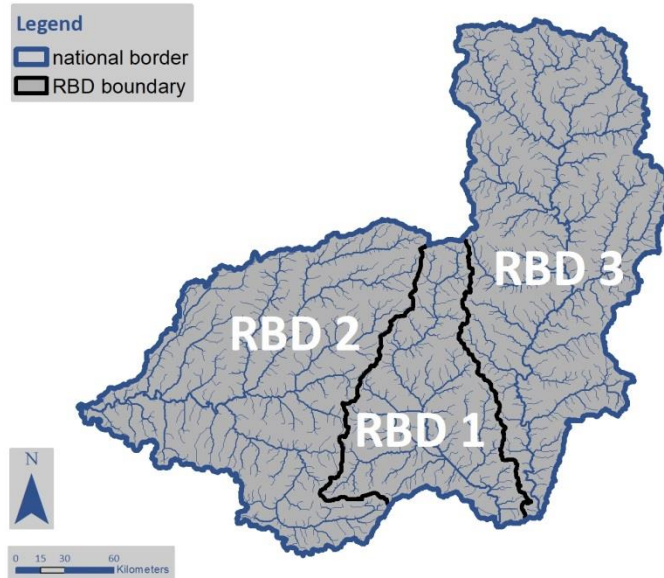 Legend
national border
RBD boundary
RBD 3
RBD 2
RBD 1
N
0 15 30 60
Kilometers